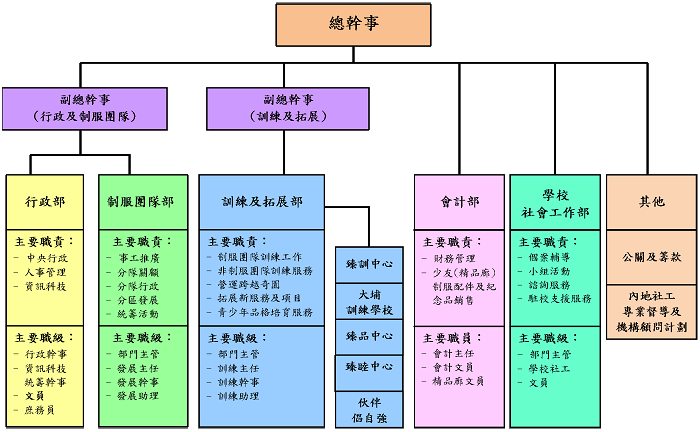 總幹事
副總幹事
(行政及制服團隊)
副總幹事
(訓練及拓展)
行政部
主要職責：
- 中央行政
- 人事管理
- 資訊科技
主要職級：
- 行政幹事
- 資訊科技
統籌幹事
- 文員
- 庶務員
制服團隊部
主要職責：
- 事工推廣
- 分隊關顧
- 分隊行政
- 分區發展
- 統籌活動
主要職級：
- 部門主管
- 發展主任
- 發展幹事
- 發展助理
訓練及拓展部
主要職責：
- 制服團隊訓練工作
- 非制服團隊訓練服務
- 營運跨越奇園
- 拓展新服務及項目
- 青少年品格培育服務
主要職級：
- 部門主管
- 訓練主任
- 訓練幹事
- 訓練助理
臻訓中心
大埔
訓練學校
臻品中心
臻睦中心
伙伴
倡自強
會計部
主要職責：
- 財務管理
- 少友(精品廊)
制服配件及紀
念品銷售
主要職級：
- 會計主任
- 會計文員
- 精品廊文員
學校
社會工作部
主要職責：
- 個案輔導
- 小組活動
- 諮詢服務
- 駐校支援服務
主要職級：
- 部門主管
- 學校社工
- 文員
其他
公關及籌款
內地社工
專業督導及
機構顧問計劃